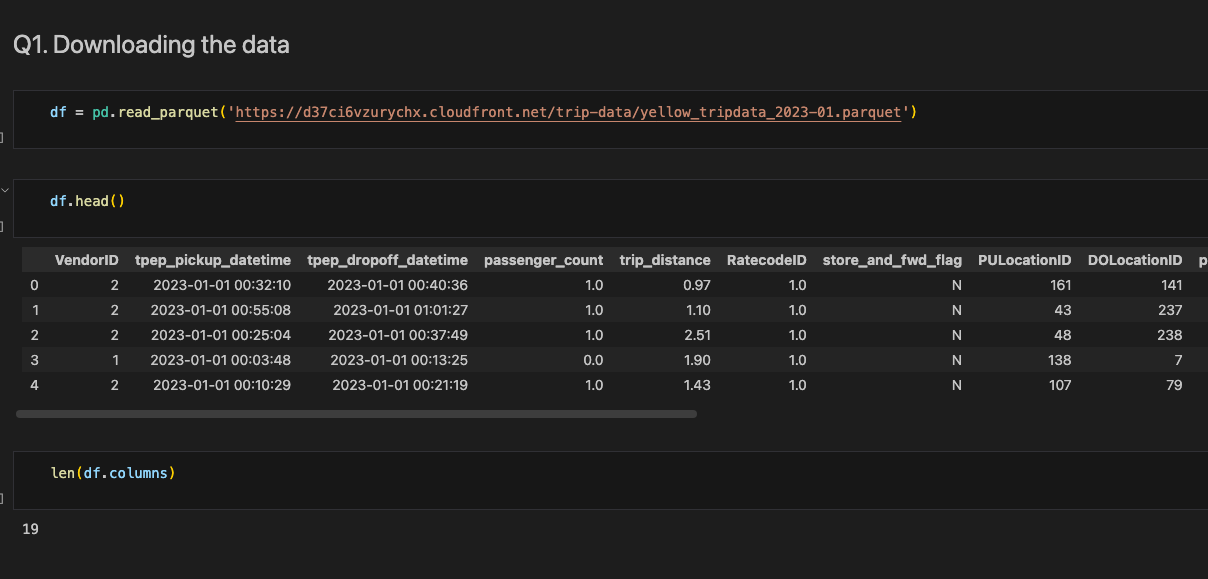 Q1. Downloading the data
df = pd.read_parquet('https://d37ci6vzurychx.cloudfront.net/trip-data/yellow_tripdata_2023-01.parquet')
df.head()
VendorID tpep_pickup_datetime tpep_dropoff_datetime passenger_count trip_distance RatecodeID store_and_fwd_flag PULocationID DOLocationID p
0 2 2023-01-01 00:32:10 2023-01-01 00:40:36 1.0 0.97 1.0 N 161 141
1 2 2023-01-01 00:55:08 2023-01-01 01:01:27 1.0 1.10 1.0 N 43 237
2 2 2023-01-01 00:25:04 2023-01-01 00:37:49 1.0 2.51 1.0 N 48 238
3 1 2023-01-01 00:03:48 2023-01-01 00:13:25 0.0 1.90 1.0 N 138 7
4 2 2023-01-01 00:10:29 2023-01-01 00:21:19 1.0 1.43 1.0 N 107 79
len(df.columns)
19